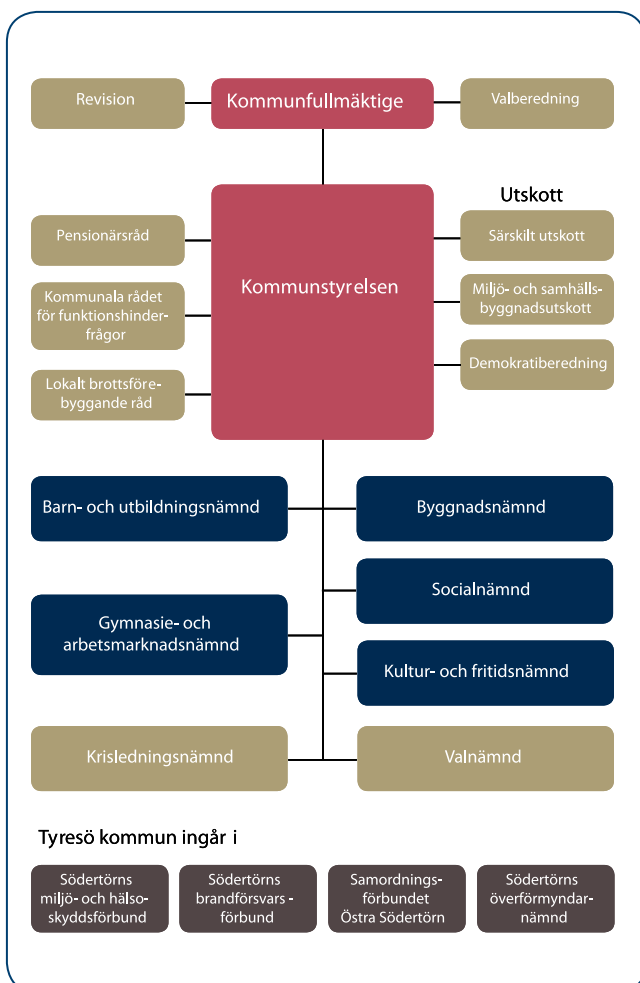 Revision
Kommunfullmäktige
Valberedning
Utskott
Pensionärsråd
Kommunala rådet
för funktionshinder-
frågor
Lokalt brottsföre-
byggande råd
Kommunstyrelsen
Särskilt utskott
Miljö- och samhälls-
byggnadsutskott
Demokratiberedning
Barn- och utbildningsnämnd
Byggnadsnämnd
Socialnämnd
Gymnasie- och
arbetsmarknadsnämnd
Kultur- och fritidsnämnd
Krisledningsnämnd
Valnämnd
Tyresö kommun ingår i
Södertörns
miljö- och hälso-
skyddsförbund
Södertörns
brandförsvars -
förbund
Samordnings-
förbundet
Östra Södertörn
Södertörns
överförmyndar-
nämnd